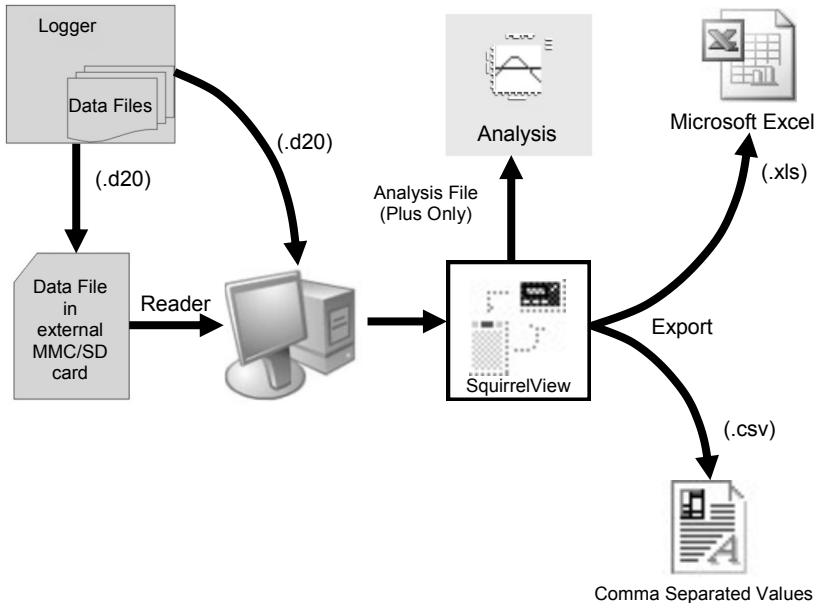 Logger
Data Files
(.d20)
(.d20)
Data File
in
external
MMC/SD
card
Reader
Analysis
Analysis File
(Plus Only)
SquirrelView
Export
Microsoft Excel
(.xls)
(.csv)
Comma Separated Values